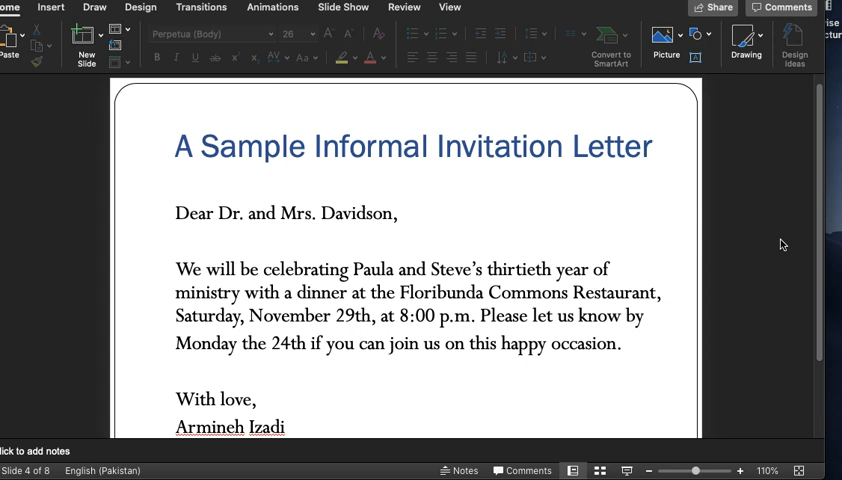 ome Insert Draw Design Transitions Animations Slide Show Review View Share Comments
Perpetua (Body) 26
Paste New Slide Convert to SmartArt Picture Drawing Design Ideas
A Sample Informal Invitation Letter
Dear Dr. and Mrs. Davidson,
We will be celebrating Paula and Steve's thirtieth year of
ministry with a dinner at the Floribunda Commons Restaurant,
Saturday, November 29th, at 8:00 p.m. Please let us know by
Monday the 24th if you can join us on this happy occasion.
With love,
Armineh Izadi
lick to add notes
Slide 4 of 8 English (Pakistan) Notes Comments 110%